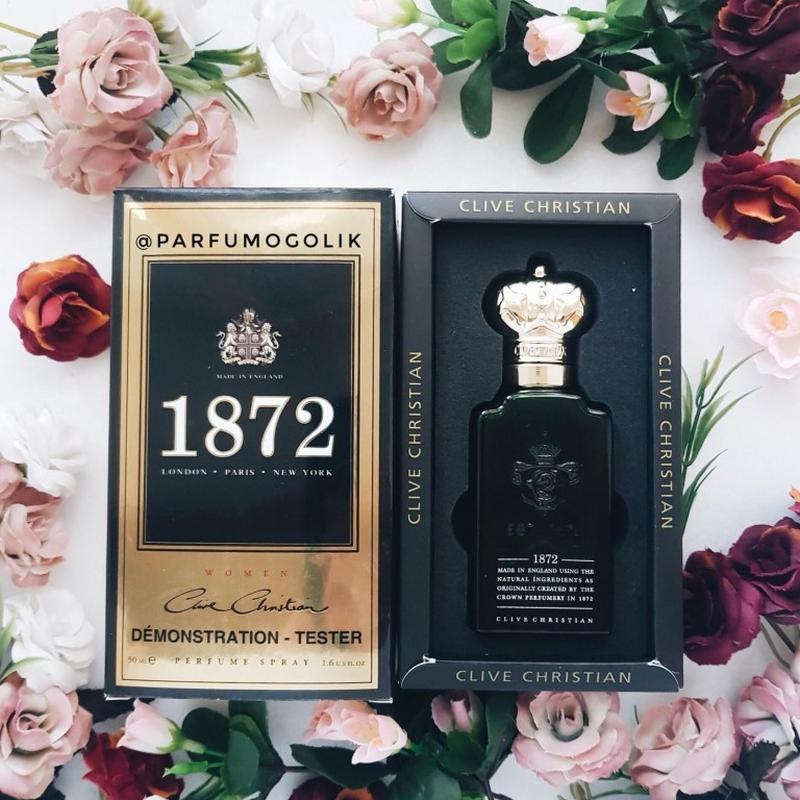 @PARFUMOGOLIK
MADE IN ENGLAND
1872
LONDON • PARIS • NEW YORK
WOMEN
Clive Christian
DÉMONSTRATION - TESTER
50 ml e PERFUME SPRAY 1.6 U.S FL.OZ
CLIVE CHRISTIAN
CLIVE CHRISTIAN
CLIVE CHRISTIAN
1872
MADE IN ENGLAND USING THE
NATURAL INGREDIENTS AS
ORIGINALLY CREATED BY THE
CROWN PERFUMERY IN 1872
CLIVE CHRISTIAN
CLIVE CHRISTIAN